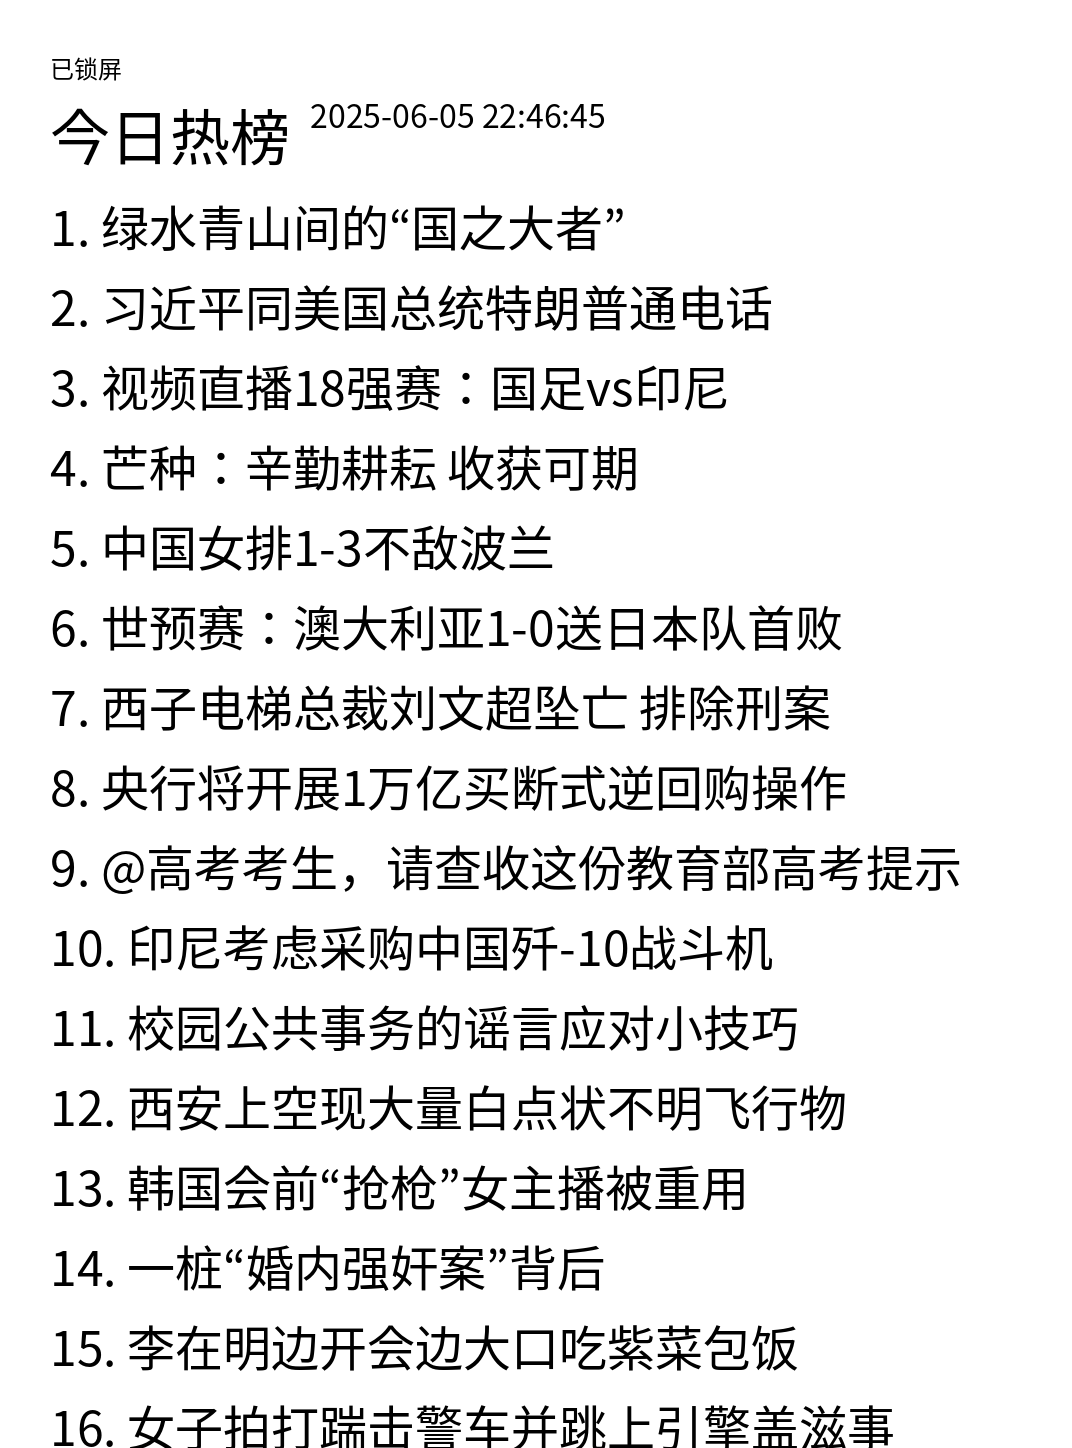 已锁屏
今日热榜 2025-06-05 22:46:45
1. 绿水青山间的“国之大者”
2. 习近平同美国总统特朗普通电话
3. 视频直播18强赛：国足vs印尼
4. 芒种：辛勤耕耘 收获可期
5. 中国女排1-3不敌波兰
6. 世预赛：澳大利亚1-0送日本队首败
7. 西子电梯总裁刘文超坠亡 排除刑案
8. 央行将开展1万亿买断式逆回购操作
9. @高考考生，请查收这份教育部高考提示
10. 印尼考虑采购中国歼-10战斗机
11. 校园公共事务的谣言应对小技巧
12. 西安上空现大量白点状不明飞行物
13. 韩国会前“抢枪”女主播被重用
14. 一桩“婚内强奸案”背后
15. 李在明边开会边大口吃紫菜包饭
16. 女子拍打踹击警车并跳上引擎盖滋事